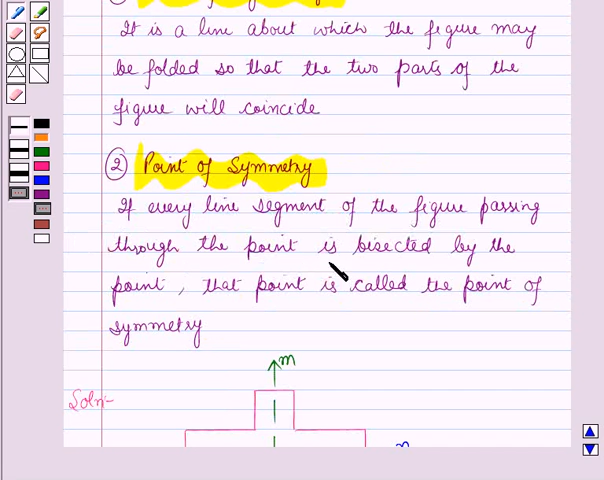 It is a line about which the figure may
be folded so that the two parts of the
figure will coincide
② Point of Symmetry
If every line segment of the figure passing
through the point is bisected by the
point, that point is called the point of
symmetry
m
Soln:-